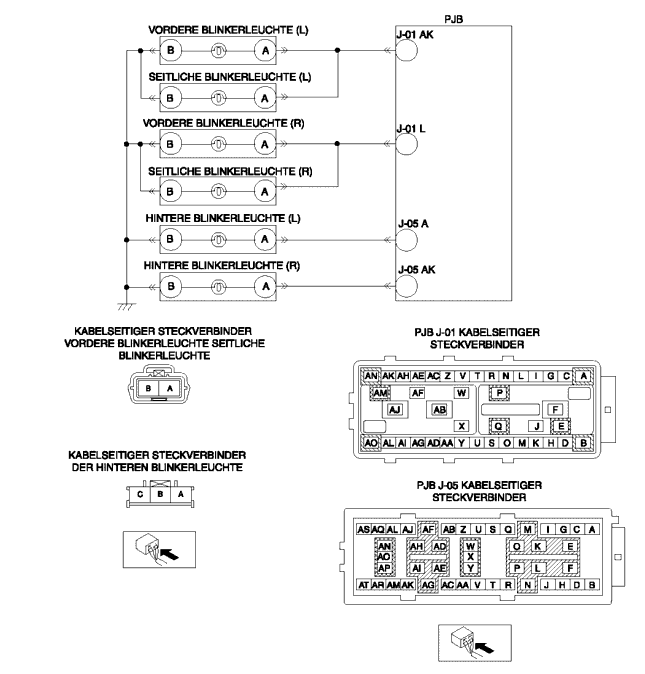 PJB
VORDERE BLINKERLEUCHTE (L)
J-01 AK
B A
SEITLICHE BLINKERLEUCHTE (L)
B A
VORDERE BLINKERLEUCHTE (R)
J-01 L
B A
SEITLICHE BLINKERLEUCHTE (R)
B A
HINTERE BLINKERLEUCHTE (L)
J-05 A
B A
HINTERE BLINKERLEUCHTE (R)
J-05 AK
B A
KABELSEITIGER STECKVERBINDER
VORDERE BLINKERLEUCHTE SEITLICHE
BLINKERLEUCHTE
B A
KABELSEITIGER STECKVERBINDER
DER HINTEREN BLINKERLEUCHTE
C B A
PJB J-01 KABELSEITIGER
STECKVERBINDER
AN AK AH AE AC Z V T R N L I G C A
AM AF W P
AJ AB F
X Q J E
AO AL AI AG AD AA Y U S O M K H D B
PJB J-05 KABELSEITIGER
STECKVERBINDER
AS AQ AL AJ AF AB Z U S Q M I G C A
AN AH AD W O K E
AO X
AP AI AE Y P L F
AT AR AM AK AG AC AA V T R N J H D B